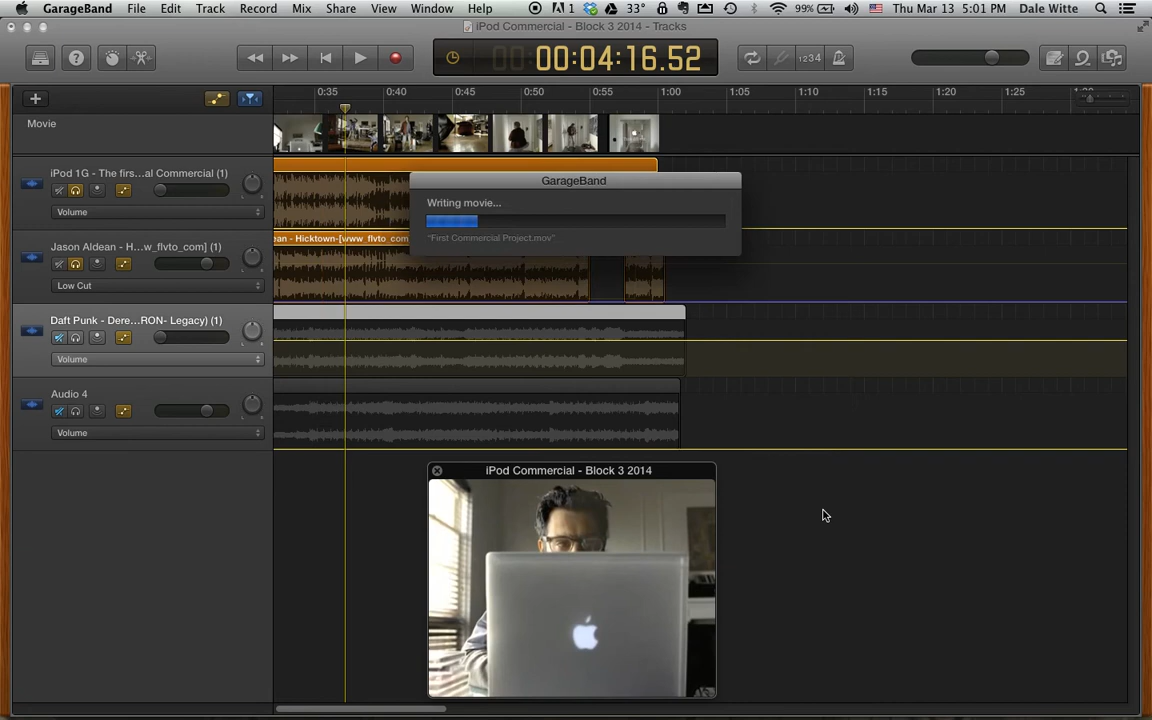 GarageBand File Edit Track Record Mix Share View Window Help 1 33° 99% Thu Mar 13 5:01 PM Dale Witte
iPod Commercial - Block 3 2014 - Tracks
00:04:16.52
1234
0:35 0:40 0:45 0:50 0:55 1:00 1:05 1:10 1:15 1:20 1:25
Movie
iPod 1G - The firs...al Commercial (1)
Volume
GarageBand
Writing movie...
"First Commercial Project.mov"
Jason Aldean - H...w_flvto_com] (1)
ean - Hicktown-[www_flvto_com
Low Cut
Daft Punk - Dere...RON- Legacy) (1)
Volume
Audio 4
Volume
iPod Commercial - Block 3 2014